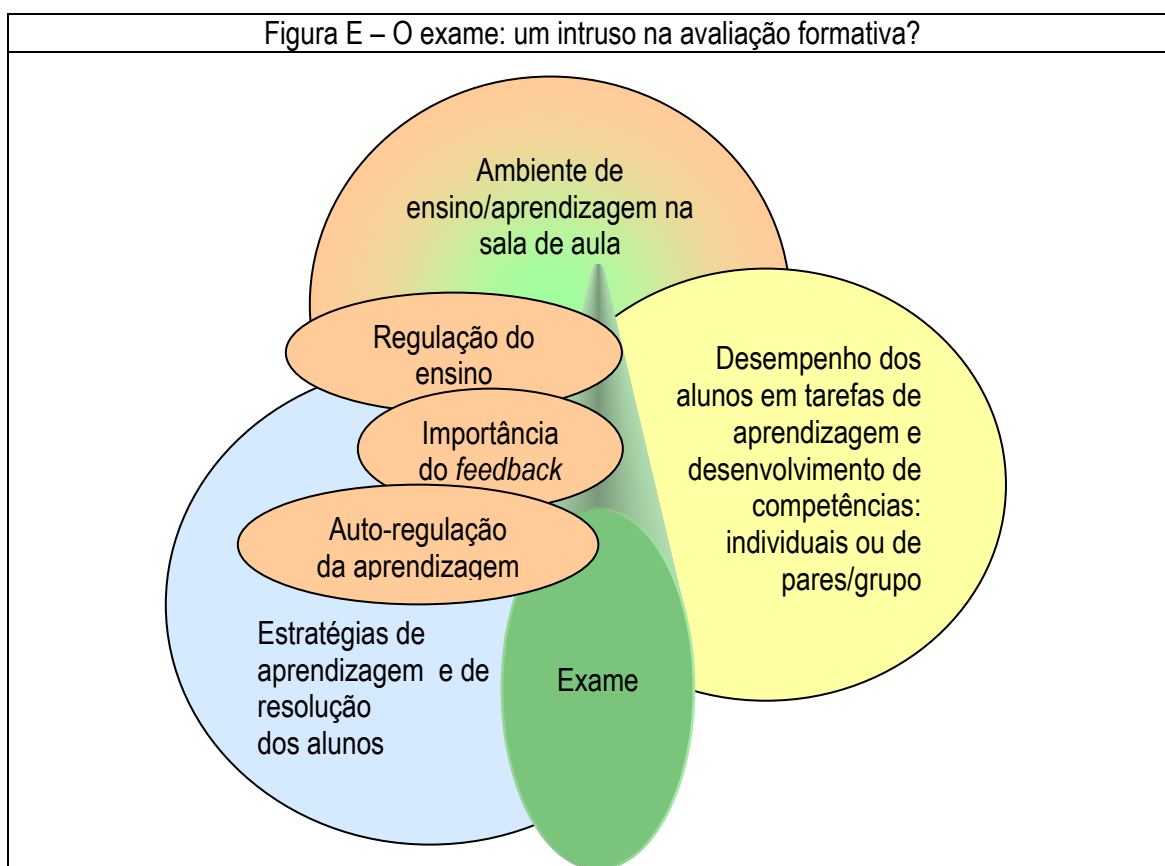 Figura E – O exame: um intruso na avaliação formativa?
Ambiente de
ensino/aprendizagem na
sala de aula
Regulação do
ensino
Importância
do feedback
Auto-regulação
da aprendizagem
Desempenho dos
alunos em tarefas de
aprendizagem e
desenvolvimento de
competências:
individuais ou de
pares/grupo
Estratégias de
aprendizagem e de
resolução
dos alunos
Exame